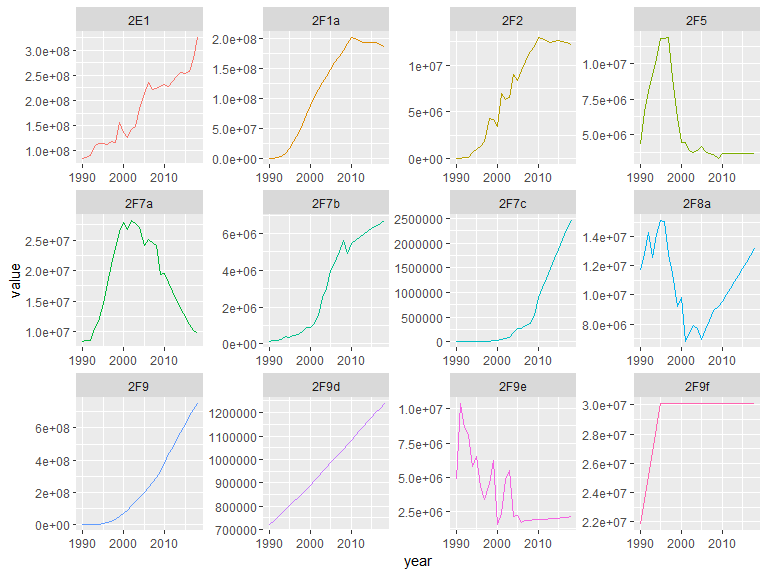 2E1 2F1a 2F2 2F5
3.0e+08 2.5e+08 2.0e+08 1.5e+08 1.0e+08
2.0e+08 1.5e+08 1.0e+08 5.0e+07 0.0e+00
1e+07 5e+06 0e+00
1.0e+07 7.5e+06 5.0e+06
1990 2000 2010 1990 2000 2010 1990 2000 2010 1990 2000 2010
2F7a 2F7b 2F7c 2F8a
2.5e+07 2.0e+07 1.5e+07 1.0e+07
6e+06 4e+06 2e+06 0e+00
2500000 2000000 1500000 1000000 500000 0
1.4e+07 1.2e+07 1.0e+07 8.0e+06
1990 2000 2010 1990 2000 2010 1990 2000 2010 1990 2000 2010
value
2F9 2F9d 2F9e 2F9f
6e+08 4e+08 2e+08 0e+00
1200000 1100000 1000000 900000 800000 700000
1.0e+07 7.5e+06 5.0e+06 2.5e+06
3.0e+07 2.8e+07 2.6e+07 2.4e+07 2.2e+07
1990 2000 2010 1990 2000 2010 1990 2000 2010 1990 2000 2010
year